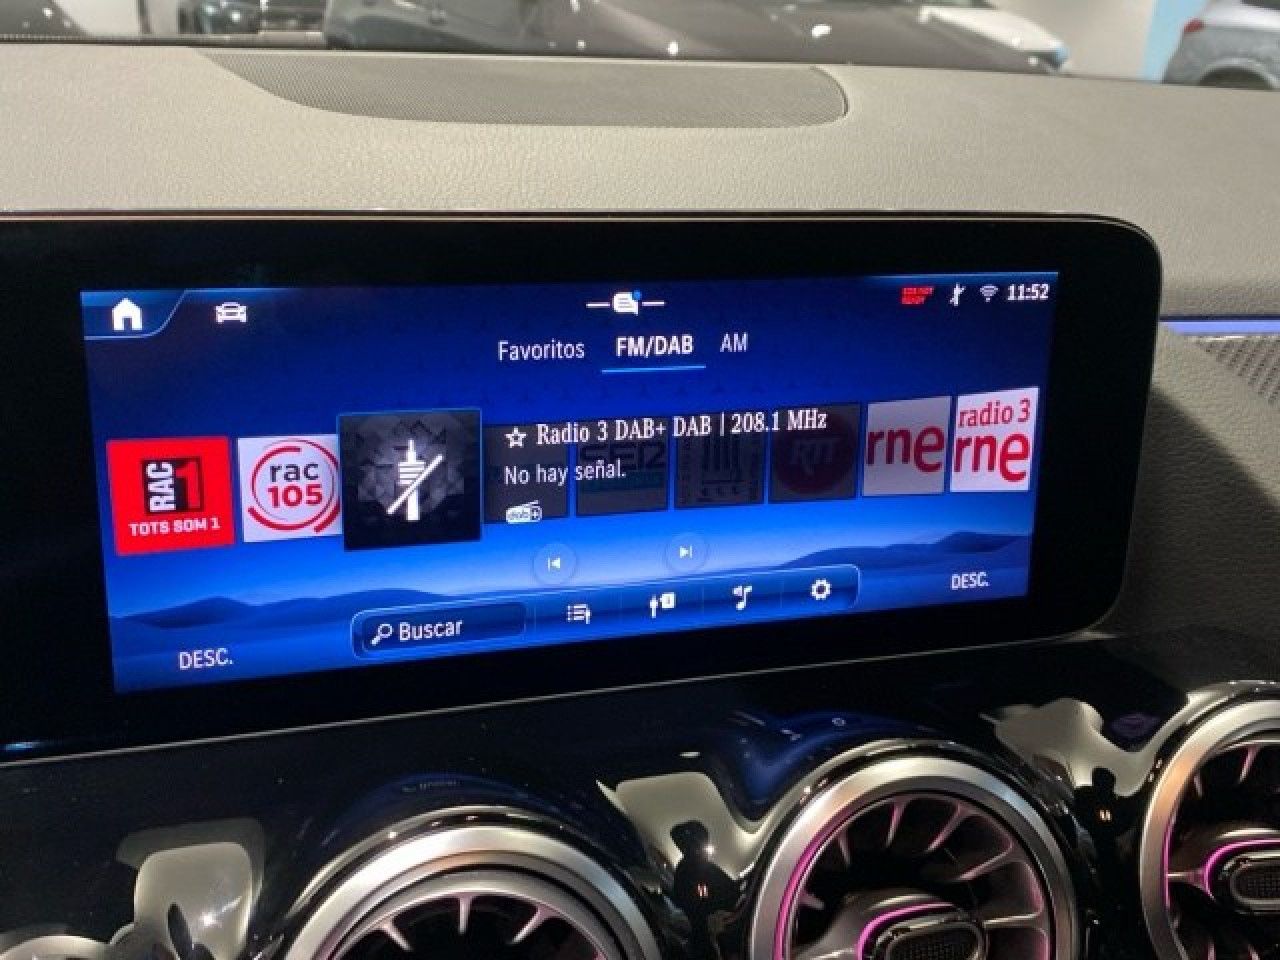 11:52
Favoritos FM/DAB AM
RAC 1
TOTS SOM 1
rac
105
Radio 3 DAB+ DAB | 208.1 MHz
No hay señal.
SER
rne
radio 3
rne
DESC.
Buscar
DESC.